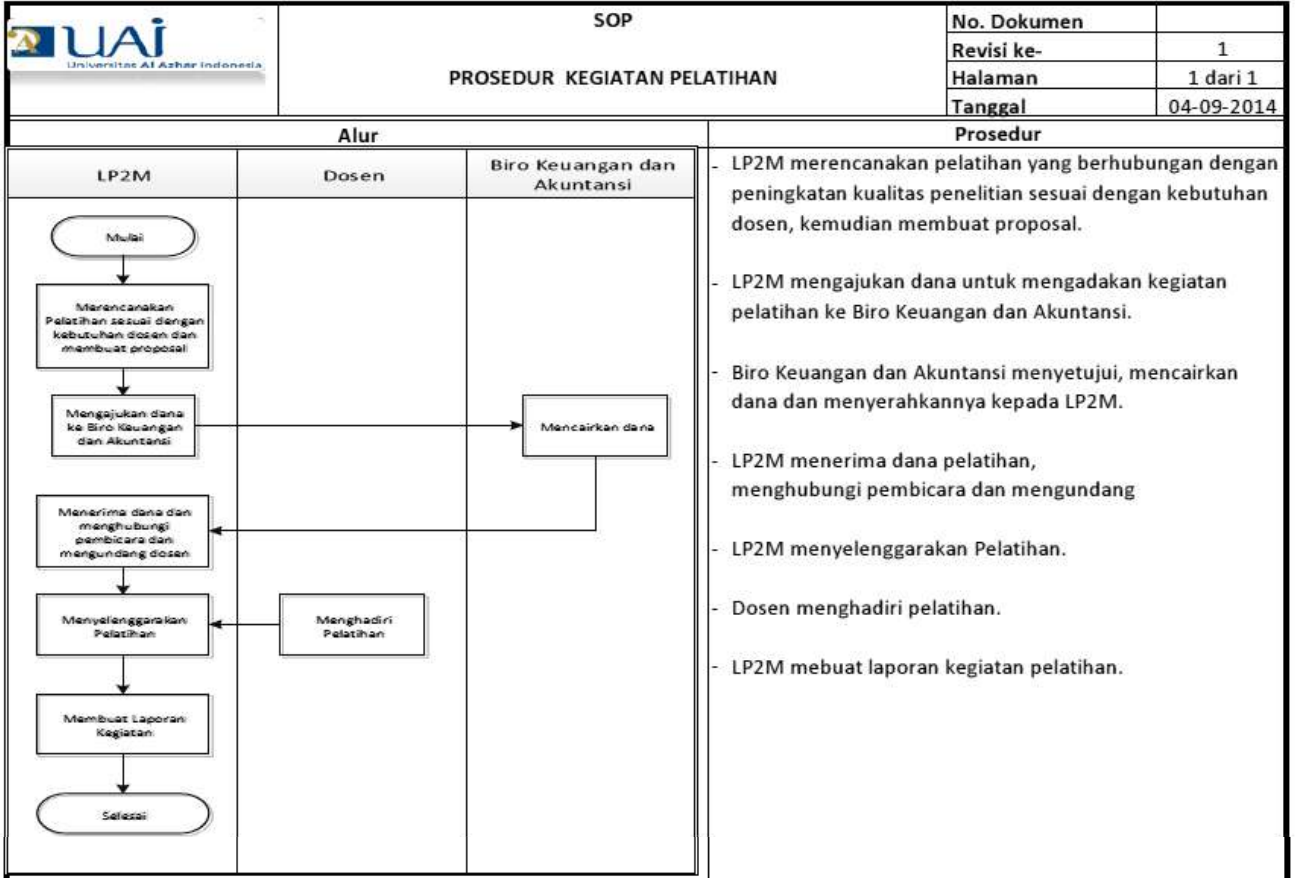 UAI
Universitas Al Azhar Indonesia
SOP
PROSEDUR KEGIATAN PELATIHAN
No. Dokumen
Revisi ke- 1
Halaman 1 dari 1
Tanggal 04-09-2014
Alur
LP2M
Dosen
Biro Keuangan dan
Akuntansi
Mulai
Merencanakan
Pelatihan sesuai dengan
kebutuhan dosen dan
membuat proposal
Mengajukan dana
ke Biro Keuangan
dan Akuntansi
Mencairkan dana
Menerima dana dan
menghubungi
pembicara dan
mengundang dosen
Menyelenggarakan
Pelatihan
Menghadiri
Pelatihan
Membuat Laporan
Kegiatan
Selesai
Prosedur
- LP2M merencanakan pelatihan yang berhubungan dengan
peningkatan kualitas penelitian sesuai dengan kebutuhan
dosen, kemudian membuat proposal.
- LP2M mengajukan dana untuk mengadakan kegiatan
pelatihan ke Biro Keuangan dan Akuntansi.
- Biro Keuangan dan Akuntansi menyetujui, mencairkan
dana dan menyerahkannya kepada LP2M.
- LP2M menerima dana pelatihan,
menghubungi pembicara dan mengundang
- LP2M menyelenggarakan Pelatihan.
- Dosen menghadiri pelatihan.
- LP2M mebuat laporan kegiatan pelatihan.